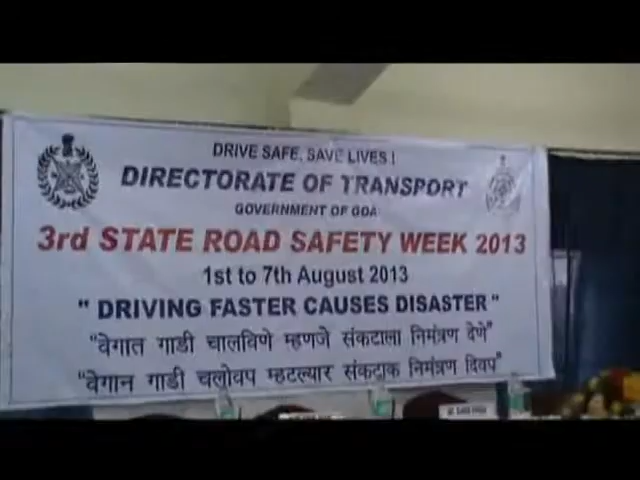 DRIVE SAFE, SAVE LIVES !
DIRECTORATE OF TRANSPORT
GOVERNMENT OF GOA
3rd STATE ROAD SAFETY WEEK 2013
1st to 7th August 2013
" DRIVING FASTER CAUSES DISASTER "
"वेगात गाडी चालविणे म्हणजे संकटाला निमंत्रण देणे"
"वेगान गाडी चलोवप म्हटल्यार संकटाक निमंत्रण दिवप"